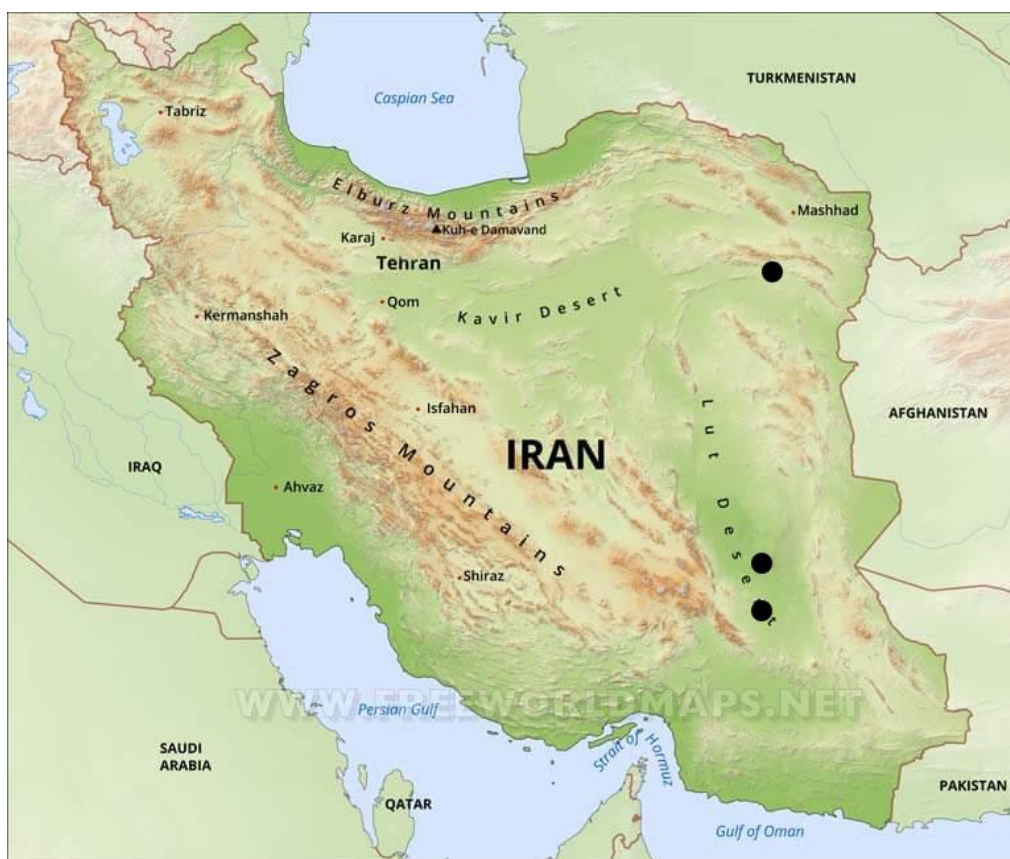 TURKMENISTAN
Caspian Sea
Tabriz
Elburz Mountains
Mashhad
Kuh-e Damavand
Karaj
Tehran
Kavir Desert
Qom
Kermanshah
Zagros Mountains
Isfahan
Lut Desert
AFGHANISTAN
IRAN
IRAQ
Ahvaz
Shiraz
WWW.FREEWORLDMAPS.NET
Persian Gulf
Strait of Hormuz
SAUDI
ARABIA
PAKISTAN
QATAR
Gulf of Oman